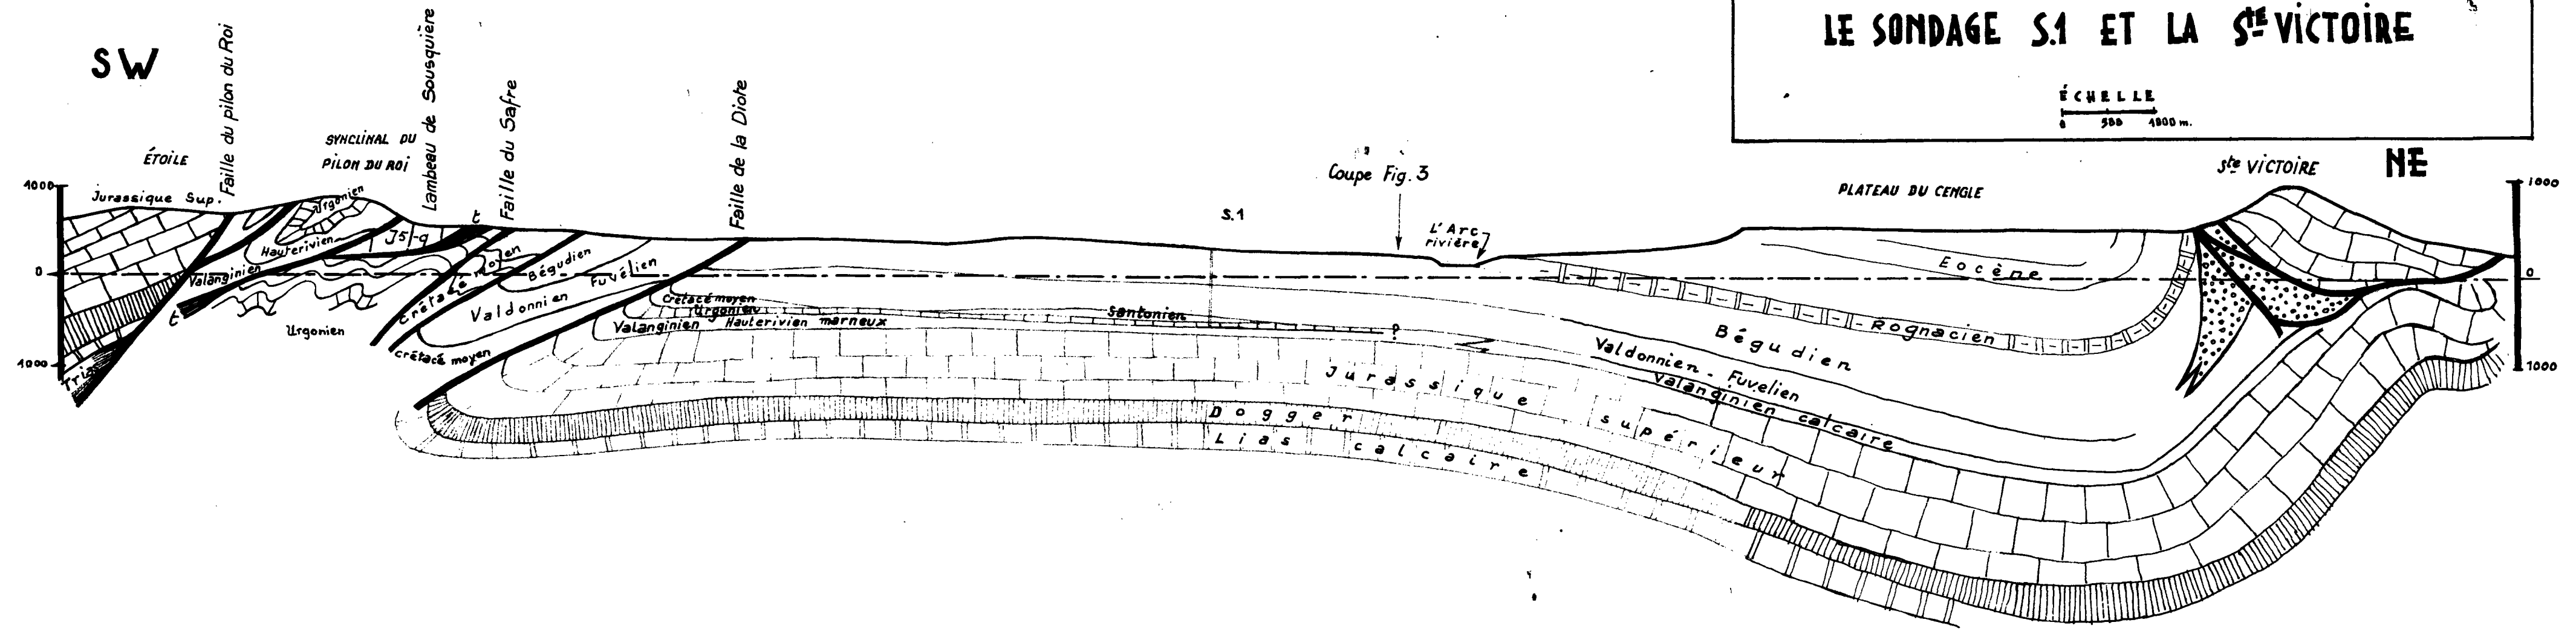 LE SONDAGE S.1 ET LA Ste VICTOIRE
ÉCHELLE
0 500 1000 m.
SW
NE
ÉTOILE
Faille du pilon du Roi
SYNCLINAL DU
PILON DU ROI
Lambeau de Sousquière
Faille du Safre
Faille de la Diote
S.1
Coupe Fig. 3
L'Arc
rivière
PLATEAU DU CENGLE
Ste VICTOIRE
1000
0
1000
1000
0
1000
Jurassique Sup.
Urgonien
Hauterivien
J5-9
t
Valanginien
t
Urgonien
Trias
Crétacé moyen
Bégudien
Fuvélien
Valdonnien
crétacé moyen
Crétacé moyen
Urgonien
Valanginien Hauterivien marneux
Santonien
?
Eocène
Rognacien
Bégudien
Valdonnien - Fuvelien
Valanginien calcaire
Jurassique supérieur
Dogger
Lias calcaire